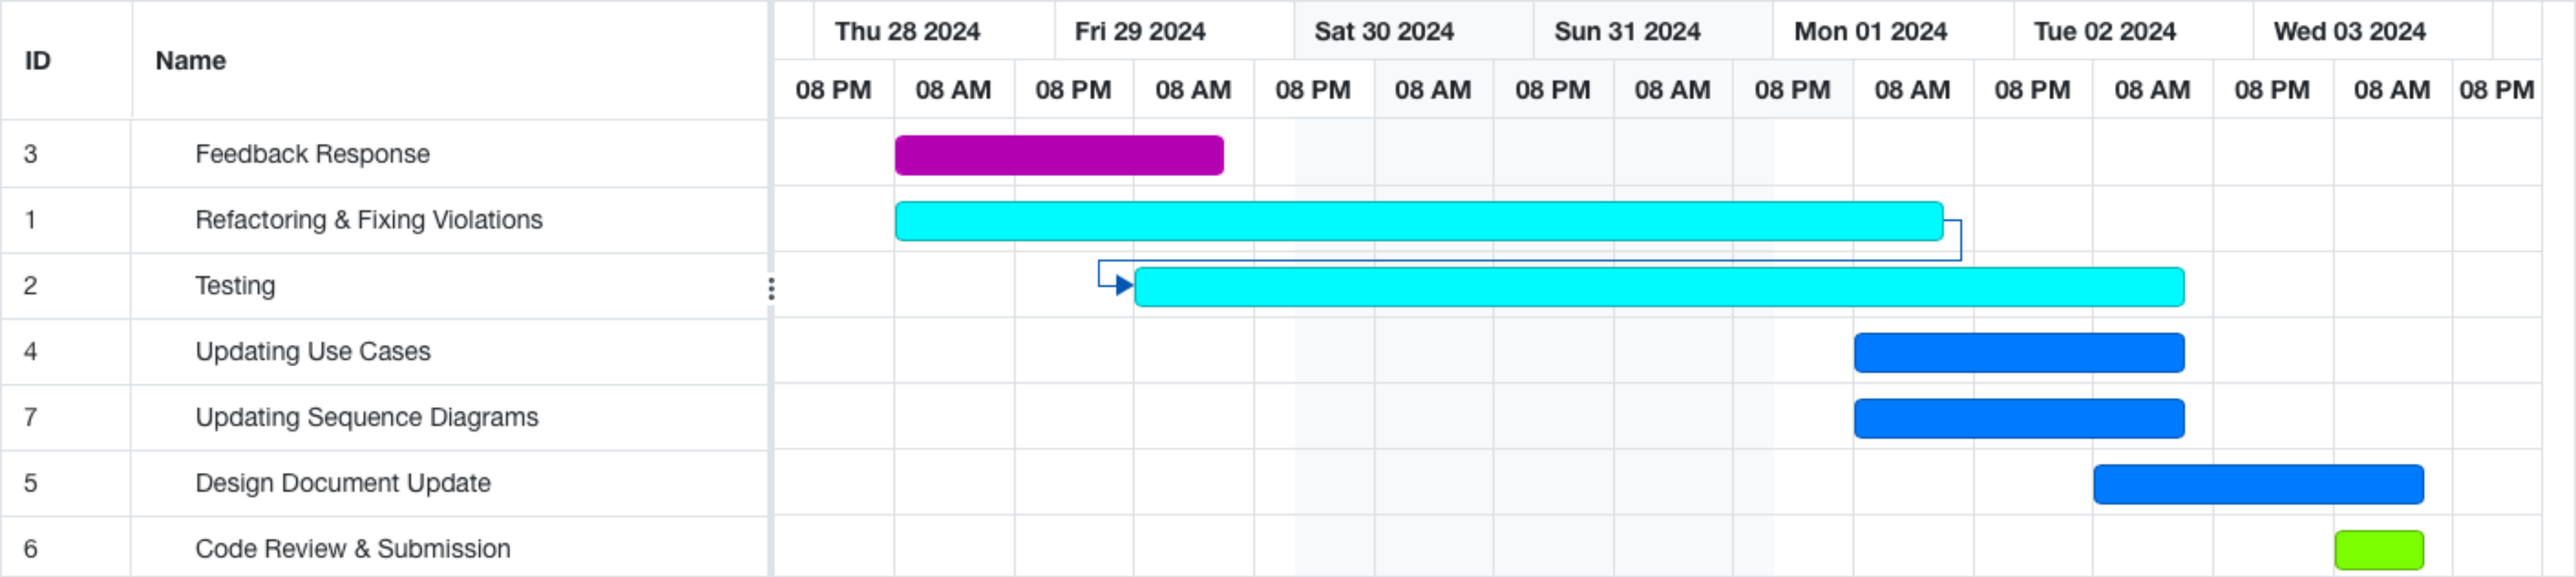 ID Name
Thu 28 2024 Fri 29 2024 Sat 30 2024 Sun 31 2024 Mon 01 2024 Tue 02 2024 Wed 03 2024
08 PM 08 AM 08 PM 08 AM 08 PM 08 AM 08 PM 08 AM 08 PM 08 AM 08 PM 08 AM 08 PM 08 AM 08 PM
3 Feedback Response
1 Refactoring & Fixing Violations
2 Testing
4 Updating Use Cases
7 Updating Sequence Diagrams
5 Design Document Update
6 Code Review & Submission